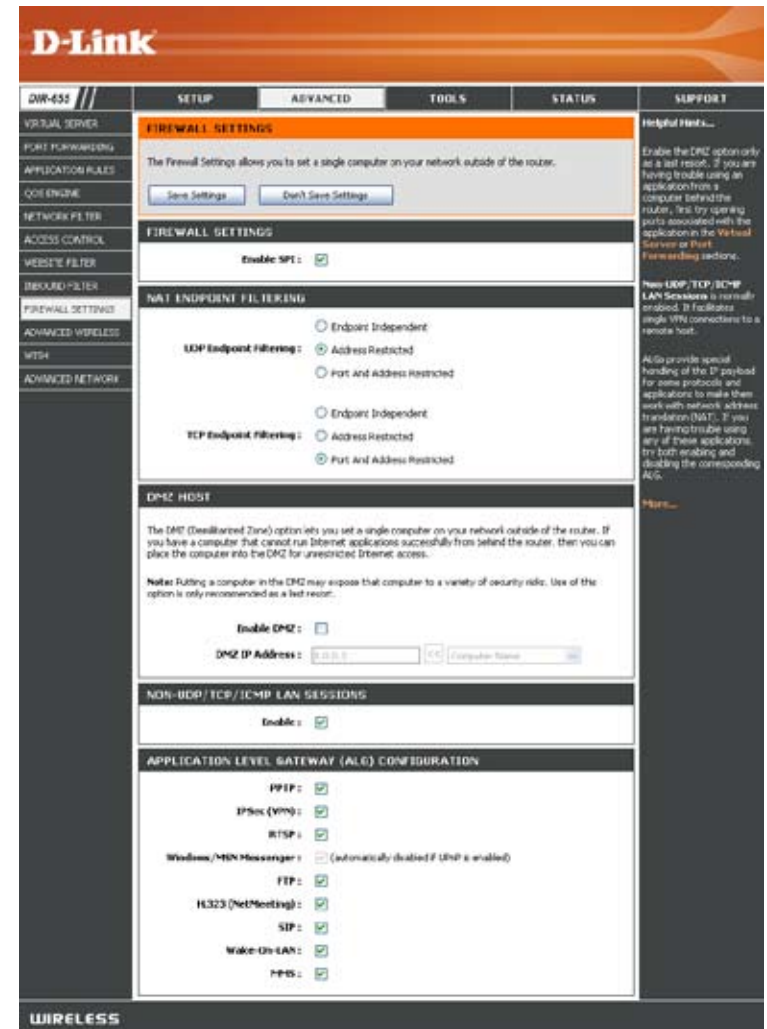 D-Link
DIR-655
SETUP
ADVANCED
TOOLS
STATUS
SUPPORT
VIRTUAL SERVER
PORT FORWARDING
APPLICATION RULES
QOS ENGINE
NETWORK FILTER
ACCESS CONTROL
WEBSITE FILTER
INBOUND FILTER
FIREWALL SETTINGS
ADVANCED WIRELESS
WISH
ADVANCED NETWORK
FIREWALL SETTINGS
The Firewall Settings allows you to set a single computer on your network outside of the router.
Save Settings
Don't Save Settings
FIREWALL SETTINGS
Enable SPI :
NAT ENDPOINT FILTERING
UDP Endpoint Filtering :
Endpoint Independent
Address Restricted
Port And Address Restricted
TCP Endpoint Filtering :
Endpoint Independent
Address Restricted
Port And Address Restricted
DMZ HOST
The DMZ (Demilitarized Zone) option lets you set a single computer on your network outside of the router. If
you have a computer that cannot run Internet applications successfully from behind the router, then you can
place the computer into the DMZ for unrestricted Internet access.
Note: Putting a computer in the DMZ may expose that computer to a variety of security risks. Use of this
option is only recommended as a last resort.
Enable DMZ :
DMZ IP Address :
0.0.0.0
<<
Computer Name
NON-UDP/TCP/ICMP LAN SESSIONS
Enable :
APPLICATION LEVEL GATEWAY (ALG) CONFIGURATION
PPTP :
IPSec (VPN) :
RTSP :
Windows/MSN Messenger :
(automatically disabled if UPnP is enabled)
FTP :
H.323 (NetMeeting) :
SIP :
Wake-On-LAN :
MMS :
Helpful Hints...
Enable the DMZ option only
as a last resort. If you are
having trouble using an
application from a
computer behind the
router, first try opening
ports associated with the
application in the Virtual
Server or Port
Forwarding sections.
Non-UDP/TCP/ICMP
LAN Sessions is normally
enabled. It facilitates
single VPN connections to a
remote host.
ALGs provide special
handling of the IP payload
for some protocols and
applications to make them
work with network address
translation (NAT). If you
are having trouble using
any of these applications,
try both enabling and
disabling the corresponding
ALG.
More...
WIRELESS